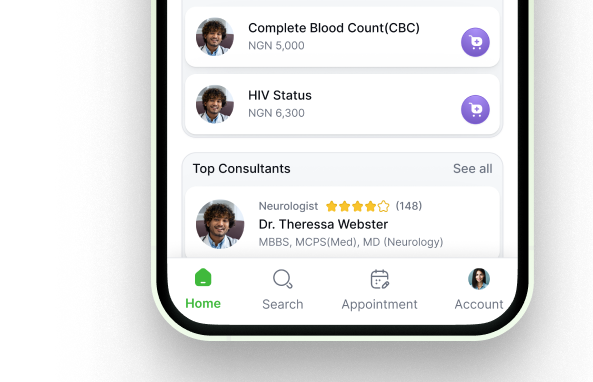 Complete Blood Count(CBC)
NGN 5,000
HIV Status
NGN 6,300
Top Consultants See all
Neurologist (148)
Dr. Theressa Webster
MBBS, MCPS(Med), MD (Neurology)
Home Search Appointment Account